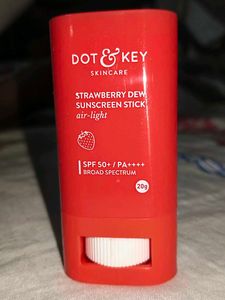 DOT & KEY
SKINCARE
STRAWBERRY DEW
SUNSCREEN STICK
air-light
SPF 50+ / PA++++
BROAD SPECTRUM
20g